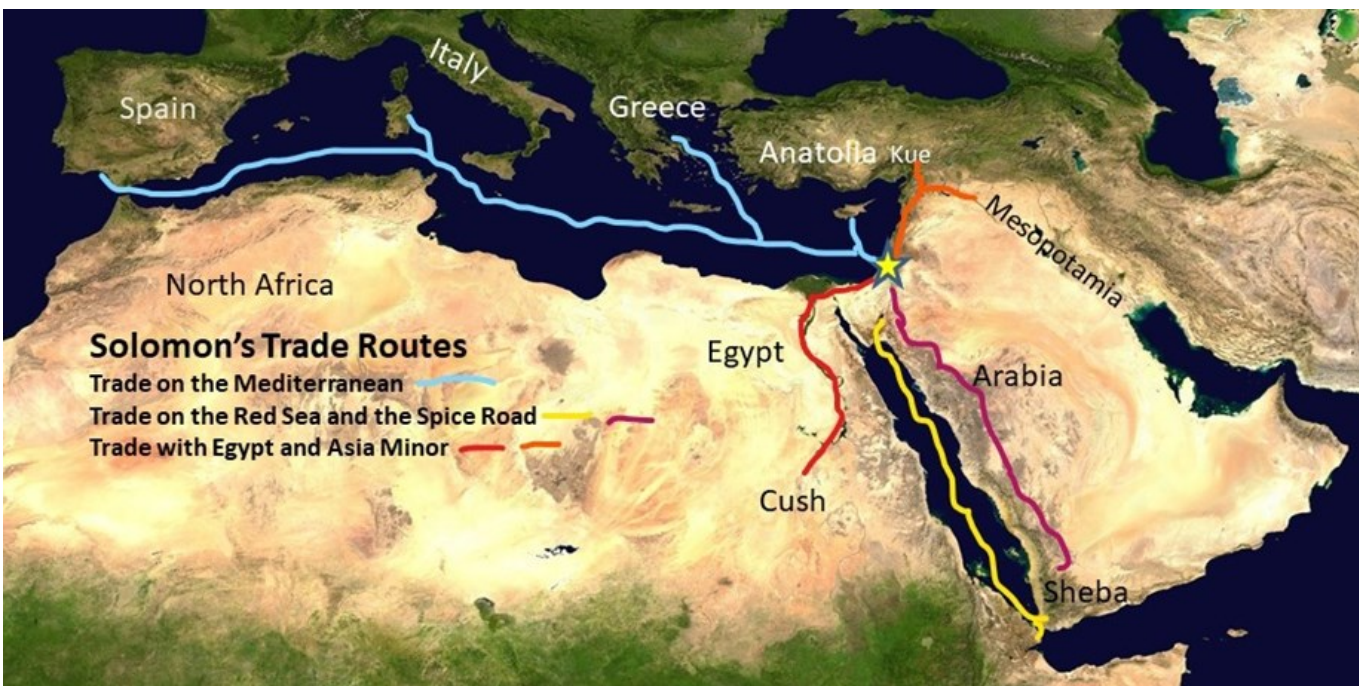 Italy
Spain
Greece
Anatolia Kue
Mesopotamia
North Africa
Solomon's Trade Routes
Trade on the Mediterranean
Egypt
Arabia
Trade on the Red Sea and the Spice Road
Trade with Egypt and Asia Minor
Cush
Sheba